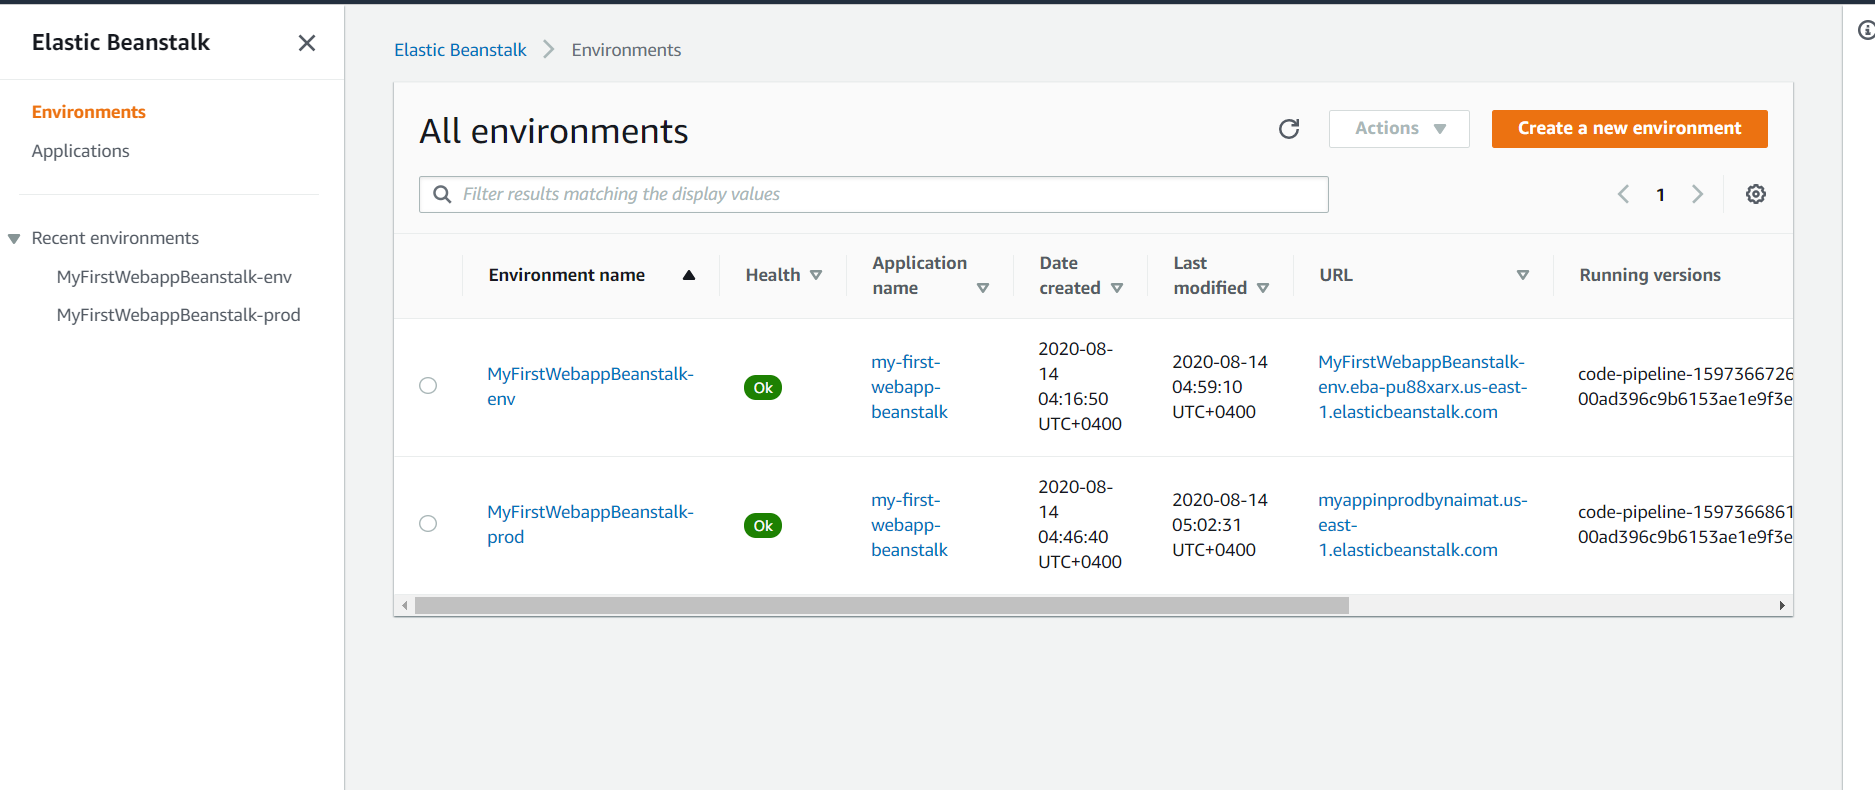 Elastic Beanstalk
Environments
Applications
Recent environments
MyFirstWebappBeanstalk-env
MyFirstWebappBeanstalk-prod
Elastic Beanstalk > Environments
All environments
Actions
Create a new environment
Filter results matching the display values
1
Environment name
Health
Application
name
Date
created
Last
modified
URL
Running versions
MyFirstWebappBeanstalk-
env
Ok
my-first-
webapp-
beanstalk
2020-08-
14
04:16:50
UTC+0400
2020-08-14
04:59:10
UTC+0400
MyFirstWebappBeanstalk-
env.eba-pu88xarx.us-east-
1.elasticbeanstalk.com
code-pipeline-1597366726
00ad396c9b6153ae1e9f3e
MyFirstWebappBeanstalk-
prod
Ok
my-first-
webapp-
beanstalk
2020-08-
14
04:46:40
UTC+0400
2020-08-14
05:02:31
UTC+0400
myappinprodbynaimat.us-
east-
1.elasticbeanstalk.com
code-pipeline-1597366861
00ad396c9b6153ae1e9f3e